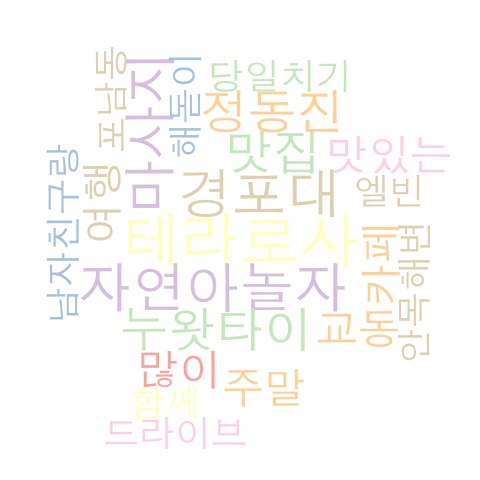 당일치기
해돋이
포남동
마사지
정동진
맛집
맛있는
남자친구랑
여행
경포대
엘빈
테라로사
카페
안목해변
자연아놀자
누왓타이
교동
많이
주말
함께
드라이브